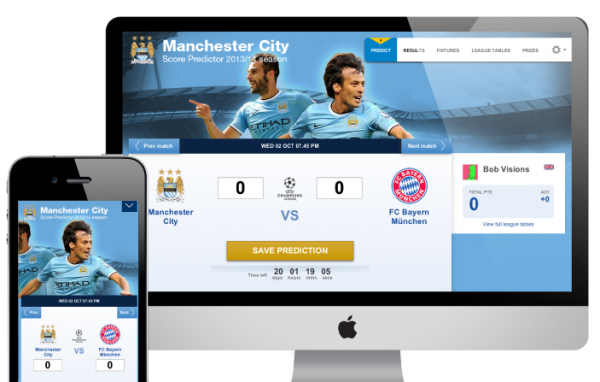 Manchester City
Score Predictor 2013/14 season
PREDICT
RESULTS
FIXTURES
LEAGUE TABLES
PRIZES
ETIHAD
Prev match
WED 02 OCT 07.45 PM
Next match
0
0
UEFA
CHAMPIONS
LEAGUE
Manchester
City
VS
FC Bayern
München
SAVE PREDICTION
Time left
20
days
01
hours
19
mins
05
secs
Bob Visions
TOTAL PTS
0
ADY
+0
View full league tables
Manchester City
Score Predictor 2013/14 season
WED 02 OCT 07.45 PM
Prev
Next
Manchester
City
VS
FC Bayern
München
0
0